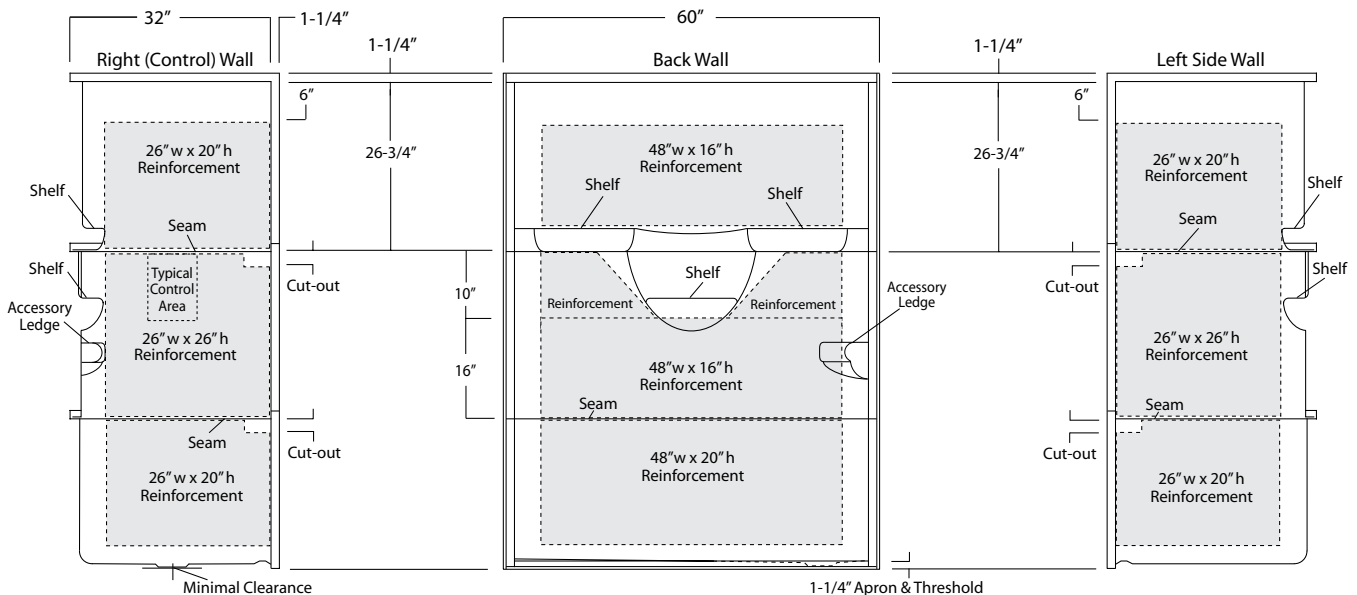 32”
1-1/4”
60”
1-1/4”
1-1/4”
Right (Control) Wall
Back Wall
Left Side Wall
6”
6”
26” w x 20” h
Reinforcement
26-3/4”
48” w x 16” h
Reinforcement
26-3/4”
26” w x 20” h
Reinforcement
Shelf
Shelf
Shelf
Shelf
Seam
Seam
Shelf
Typical
Control
Area
Cut-out
Shelf
Cut-out
Shelf
Accessory
Ledge
10”
Reinforcement
Reinforcement
Accessory
Ledge
26” w x 26” h
Reinforcement
16”
48” w x 16” h
Reinforcement
26” w x 26” h
Reinforcement
Seam
Seam
Seam
Cut-out
Cut-out
26” w x 20” h
Reinforcement
48” w x 20” h
Reinforcement
26” w x 20” h
Reinforcement
Minimal Clearance
1-1/4” Apron & Threshold